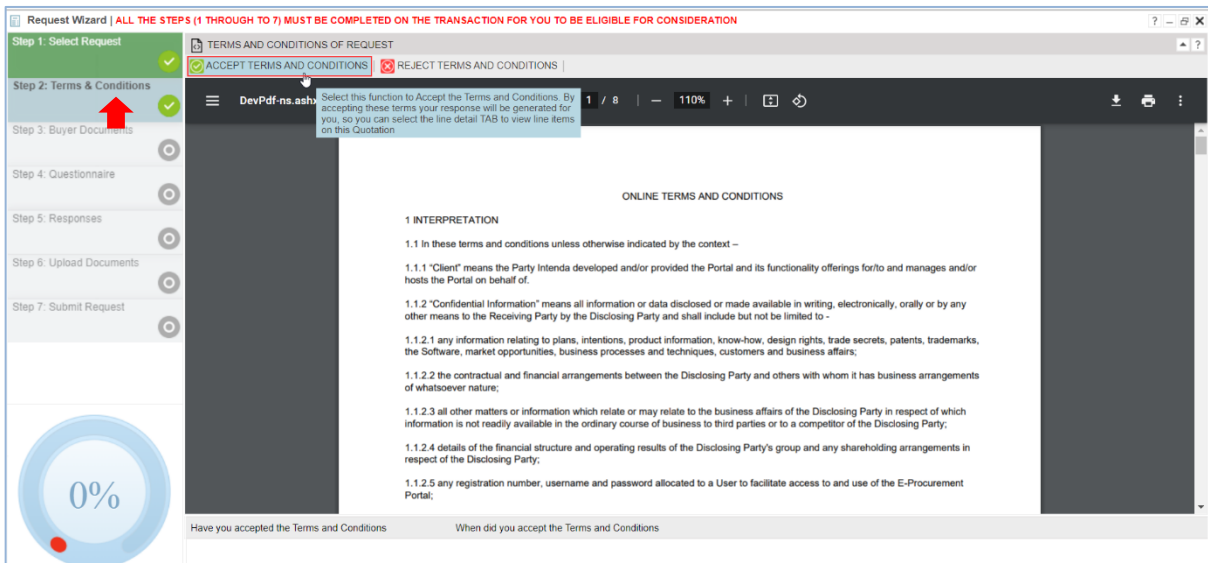 Request Wizard | ALL THE STEPS (1 THROUGH TO 7) MUST BE COMPLETED ON THE TRANSACTION FOR YOU TO BE ELIGIBLE FOR CONSIDERATION
Step 1: Select Request
TERMS AND CONDITIONS OF REQUEST
ACCEPT TERMS AND CONDITIONS | REJECT TERMS AND CONDITIONS |
Step 2: Terms & Conditions
DevPdf-ns.ashx
1 / 8 | — 110% + |
Select this function to Accept the Terms and Conditions. By
accepting these terms your response will be generated for
you, so you can select the line detail TAB to view line items
on this Quotation
Step 3: Buyer Documents
Step 4: Questionnaire
Step 5: Responses
Step 6: Upload Documents
Step 7: Submit Request
0%
ONLINE TERMS AND CONDITIONS
1 INTERPRETATION
1.1 In these terms and conditions unless otherwise indicated by the context –
1.1.1 “Client” means the Party Intenda developed and/or provided the Portal and its functionality offerings for/to and manages and/or
hosts the Portal on behalf of.
1.1.2 “Confidential Information” means all information or data disclosed or made available in writing, electronically, orally or by any
other means to the Receiving Party by the Disclosing Party and shall include but not be limited to -
1.1.2.1 any information relating to plans, intentions, product information, know-how, design rights, trade secrets, patents, trademarks,
the Software, market opportunities, business processes and techniques, customers and business affairs;
1.1.2.2 the contractual and financial arrangements between the Disclosing Party and others with whom it has business arrangements
of whatsoever nature;
1.1.2.3 all other matters or information which relate or may relate to the business affairs of the Disclosing Party in respect of which
information is not readily available in the ordinary course of business to third parties or to a competitor of the Disclosing Party;
1.1.2.4 details of the financial structure and operating results of the Disclosing Party's group and any shareholding arrangements in
respect of the Disclosing Party;
1.1.2.5 any registration number, username and password allocated to a User to facilitate access to and use of the E-Procurement
Portal;
Have you accepted the Terms and Conditions
When did you accept the Terms and Conditions